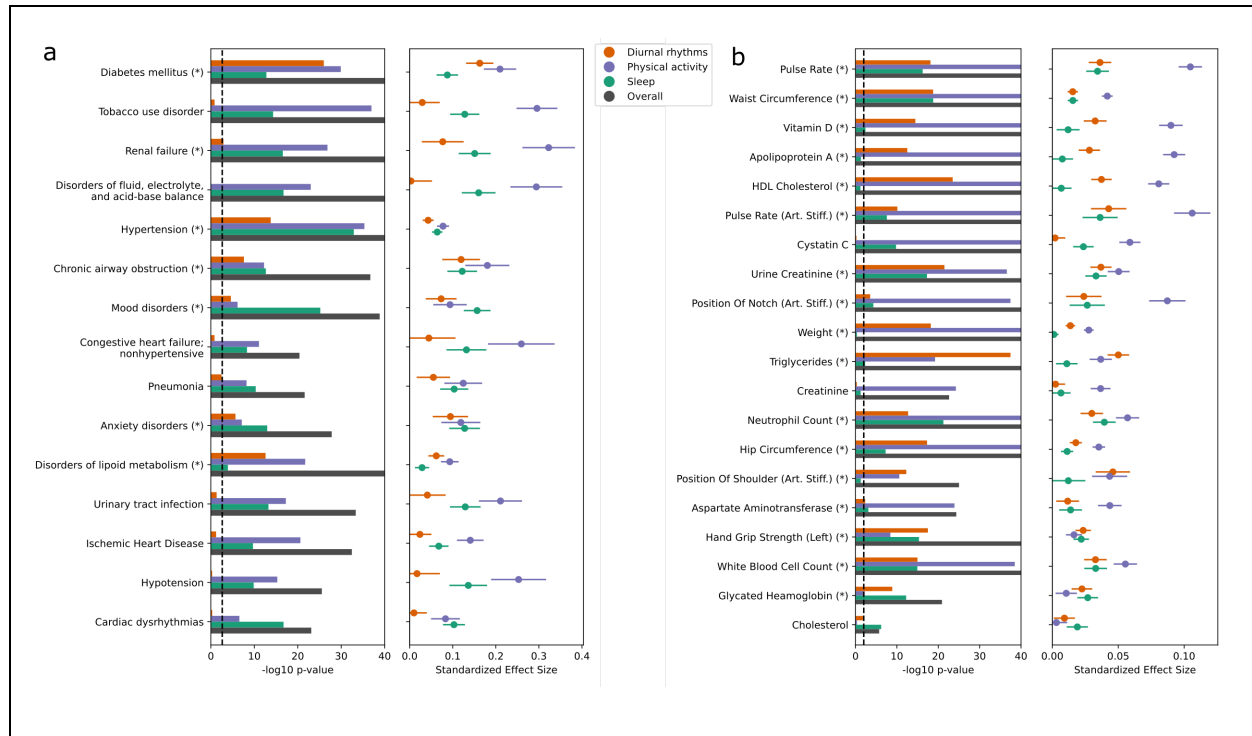 a
Diabetes mellitus (*)
Tobacco use disorder
Renal failure (*)
Disorders of fluid, electrolyte,
and acid-base balance
Hypertension (*)
Chronic airway obstruction (*)
Mood disorders (*)
Congestive heart failure;
nonhypertensive
Pneumonia
Anxiety disorders (*)
Disorders of lipoid metabolism (*)
Urinary tract infection
Ischemic Heart Disease
Hypotension
Cardiac dysrhythmias
0 10 20 30 40
-log10 p-value
0.0 0.1 0.2 0.3 0.4
Standardized Effect Size
Diurnal rhythms
Physical activity
Sleep
Overall
b
Pulse Rate (*)
Waist Circumference (*)
Vitamin D (*)
Apolipoprotein A (*)
HDL Cholesterol (*)
Pulse Rate (Art. Stiff.) (*)
Cystatin C
Urine Creatinine (*)
Position Of Notch (Art. Stiff.) (*)
Weight (*)
Triglycerides (*)
Creatinine
Neutrophil Count (*)
Hip Circumference (*)
Position Of Shoulder (Art. Stiff.) (*)
Aspartate Aminotransferase (*)
Hand Grip Strength (Left) (*)
White Blood Cell Count (*)
Glycated Heamoglobin (*)
Cholesterol
0 10 20 30 40
-log10 p-value
0.00 0.05 0.10
Standardized Effect Size